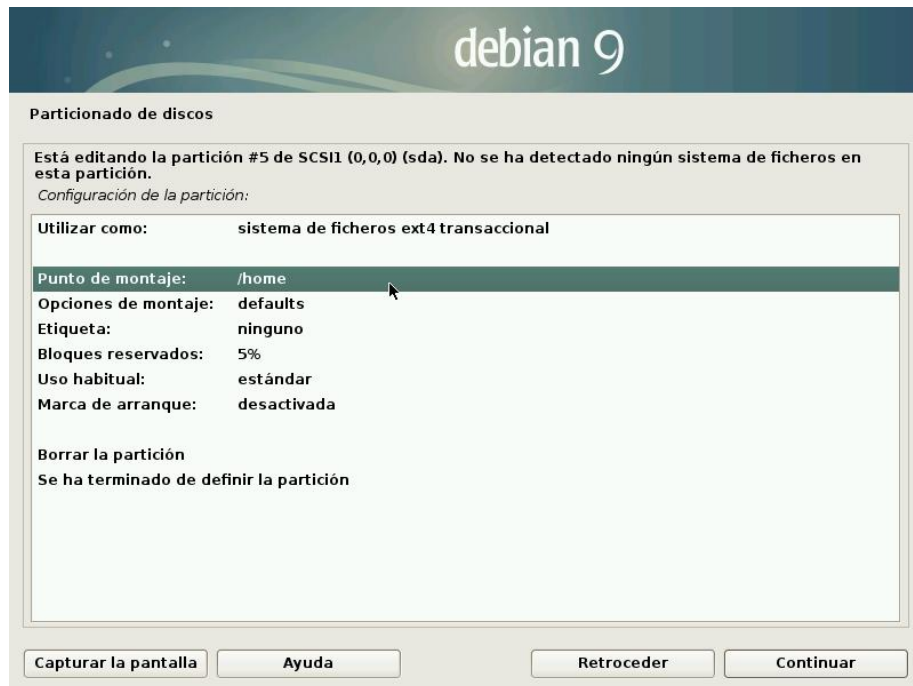 debian 9
Particionado de discos
Está editando la partición #5 de SCSI1 (0,0,0) (sda). No se ha detectado ningún sistema de ficheros en
esta partición.
Configuración de la partición:
Utilizar como: sistema de ficheros ext4 transaccional
Punto de montaje: /home
Opciones de montaje: defaults
Etiqueta: ninguno
Bloques reservados: 5%
Uso habitual: estándar
Marca de arranque: desactivada
Borrar la partición
Se ha terminado de definir la partición
Capturar la pantalla Ayuda Retroceder Continuar